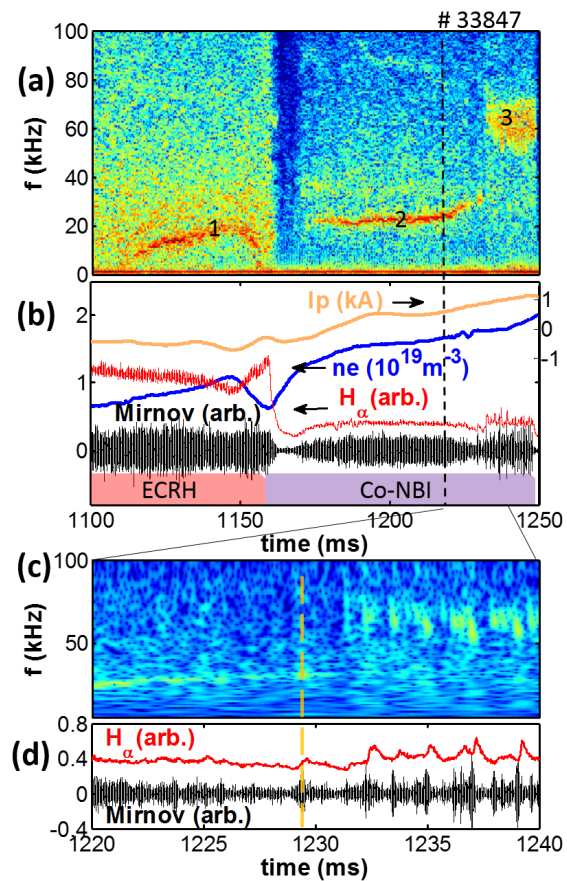 # 33847
(a)
f (kHz)
100
80
60
40
20
0
1
2
3
(b)
2
1
0
Ip (kA)
1
0
-1
ne (10^19 m^-3)
H_α (arb.)
Mirnov (arb.)
ECRH
Co-NBI
1100
1150
1200
1250
time (ms)
(c)
f (kHz)
100
50
(d)
0.8
0.4
0
-0.4
H_α (arb.)
Mirnov (arb.)
1220
1225
1230
1235
1240
time (ms)